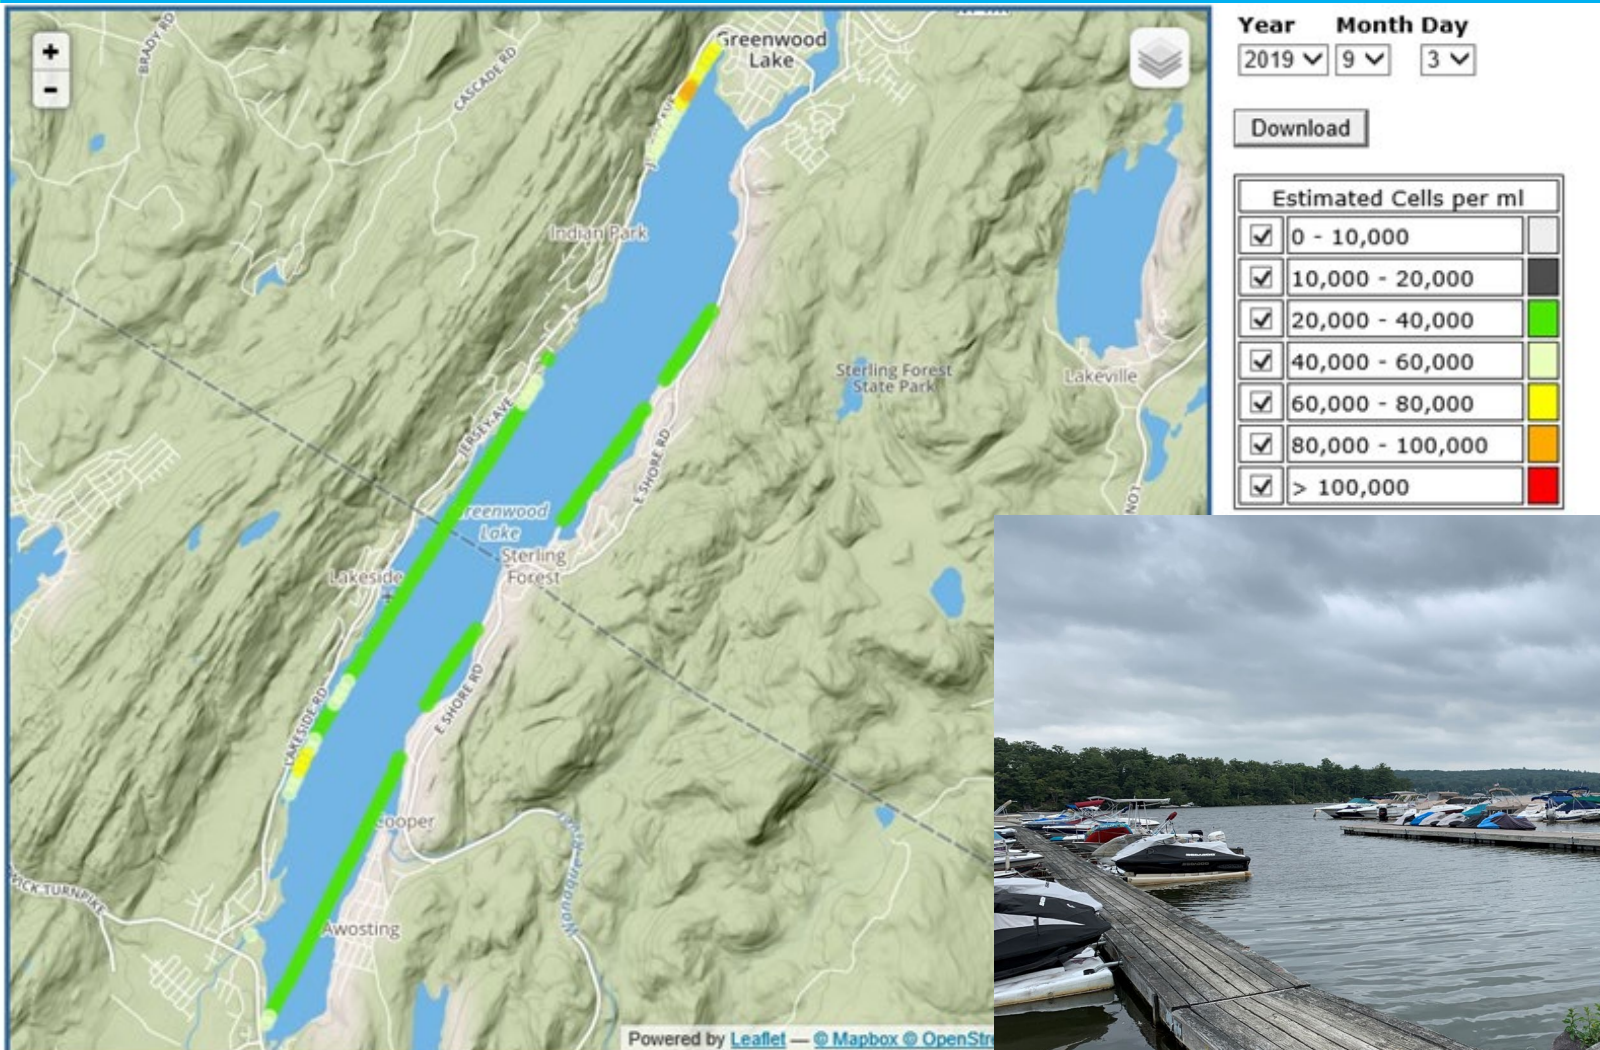 Greenwood
Lake
BRADY RD
CASCADE RD
Indian Park
JERSEY AVE
E SHORE RD
Sterling Forest
State Park
Lakeville
Greenwood
Lake
Sterling
Forest
Lakeside
LAKESIDE RD
E SHORE RD
Cooper
Awosting
Powered by Leaflet — © Mapbox © OpenStre
Year Month Day
2019 9 3
Download
Estimated Cells per ml
0 - 10,000
10,000 - 20,000
20,000 - 40,000
40,000 - 60,000
60,000 - 80,000
80,000 - 100,000
> 100,000